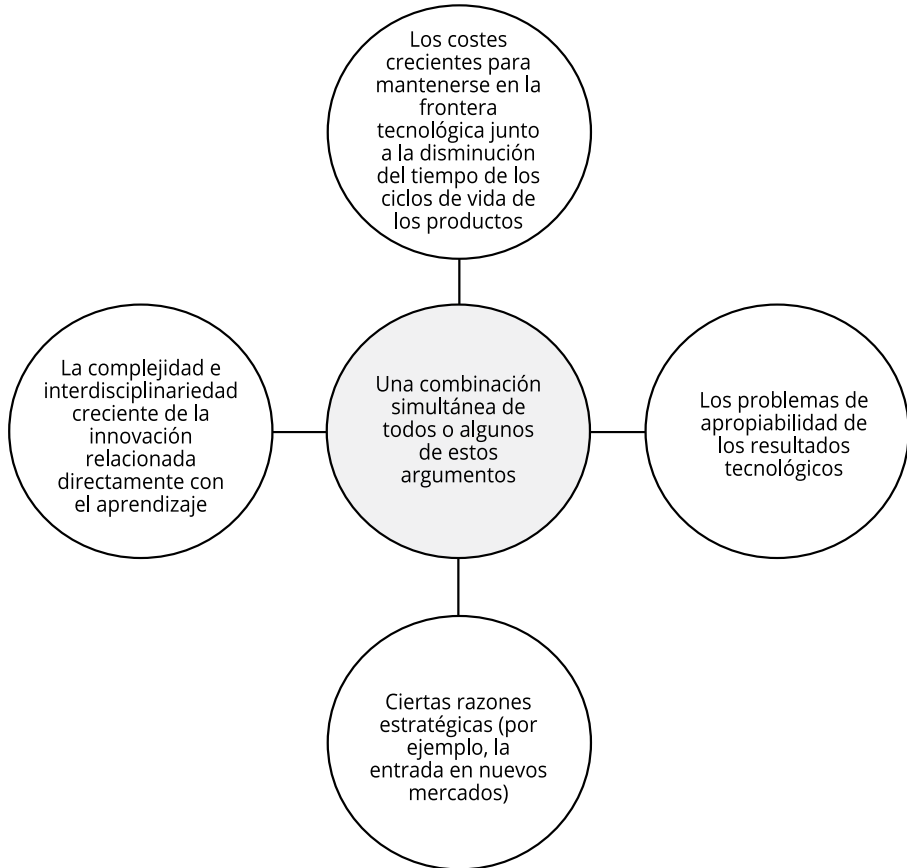 Los costes
crecientes para
mantenerse en la
frontera
tecnológica junto
a la disminución
del tiempo de los
ciclos de vida de
los productos
La complejidad e
interdisciplinariedad
creciente de la
innovación
relacionada
directamente con
el aprendizaje
Una combinación
simultánea de
todos o algunos
de estos
argumentos
Los problemas de
apropiabilidad de
los resultados
tecnológicos
Ciertas razones
estratégicas (por
ejemplo, la
entrada en nuevos
mercados)